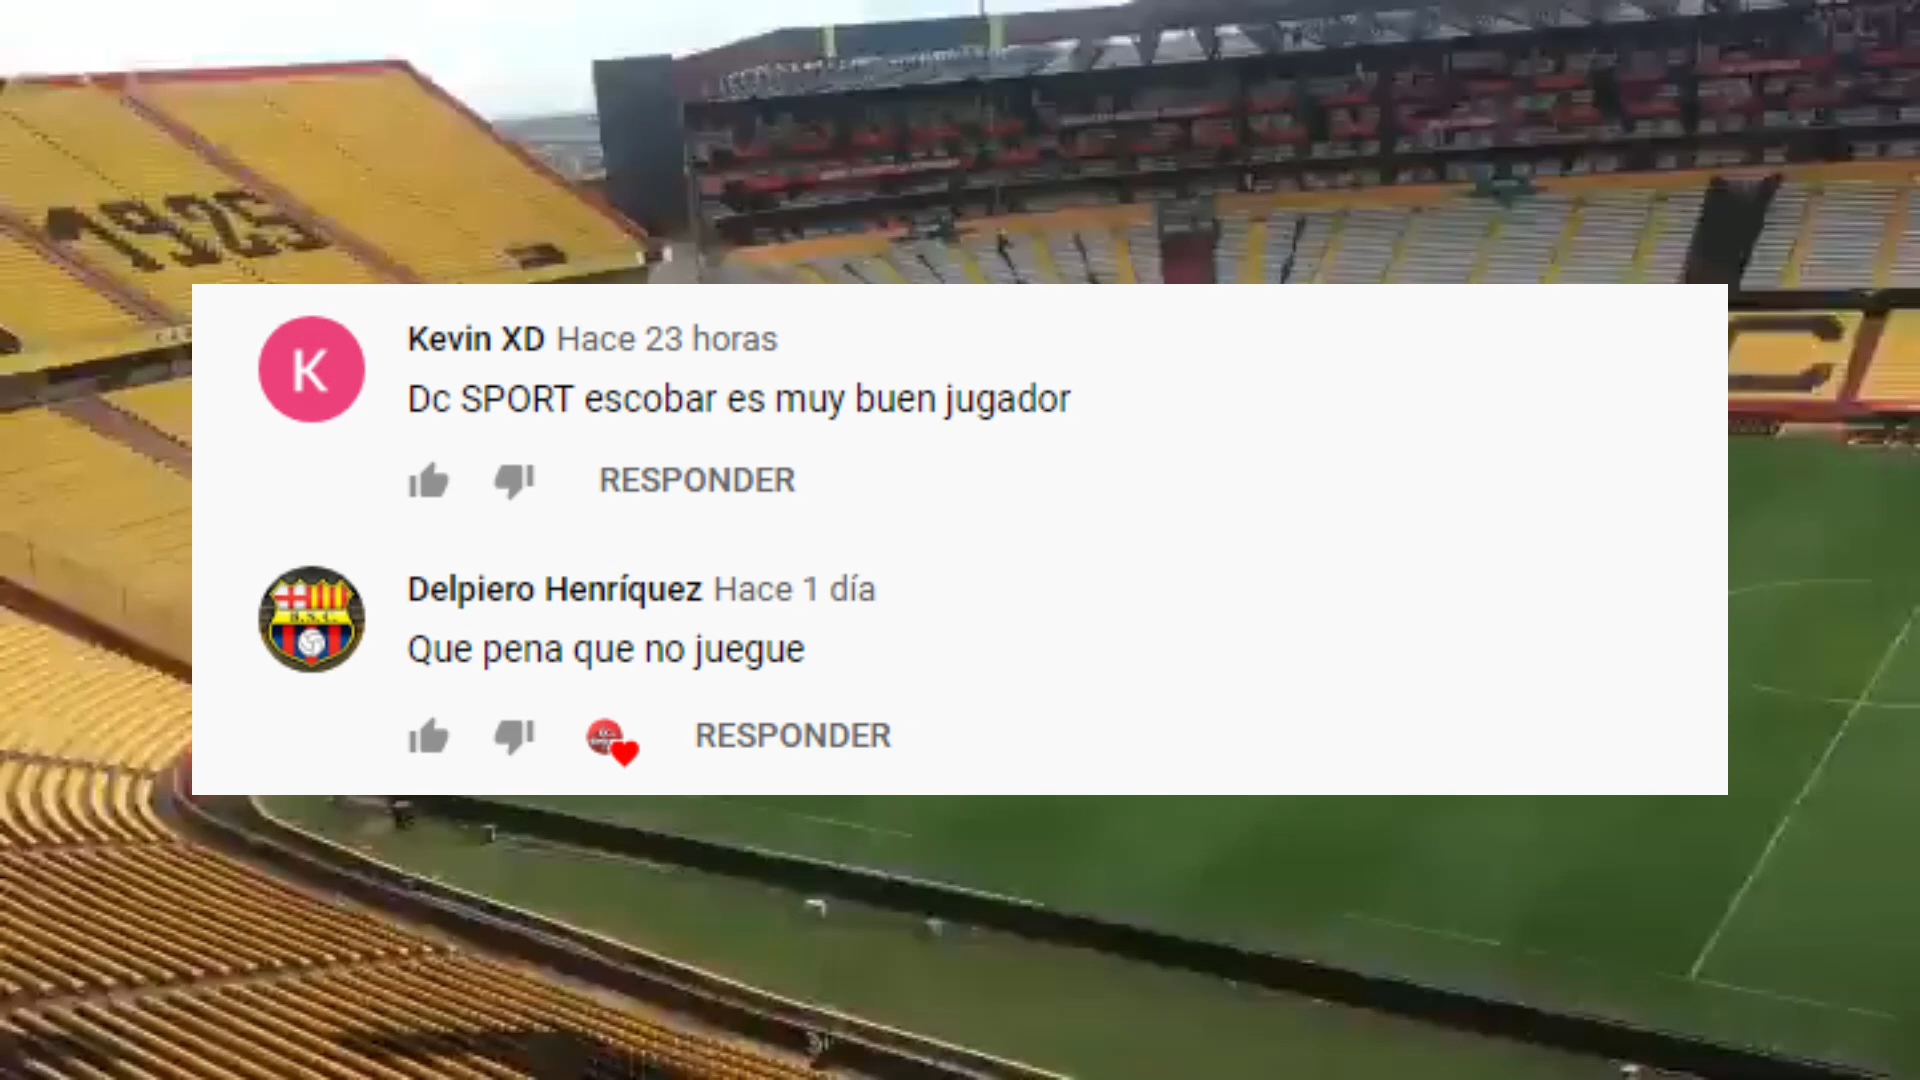 1925
Kevin XD Hace 23 horas
K
Dc SPORT escobar es muy buen jugador
RESPONDER
Delpiero Henríquez Hace 1 día
B.S.C.
Que pena que no juegue
RESPONDER